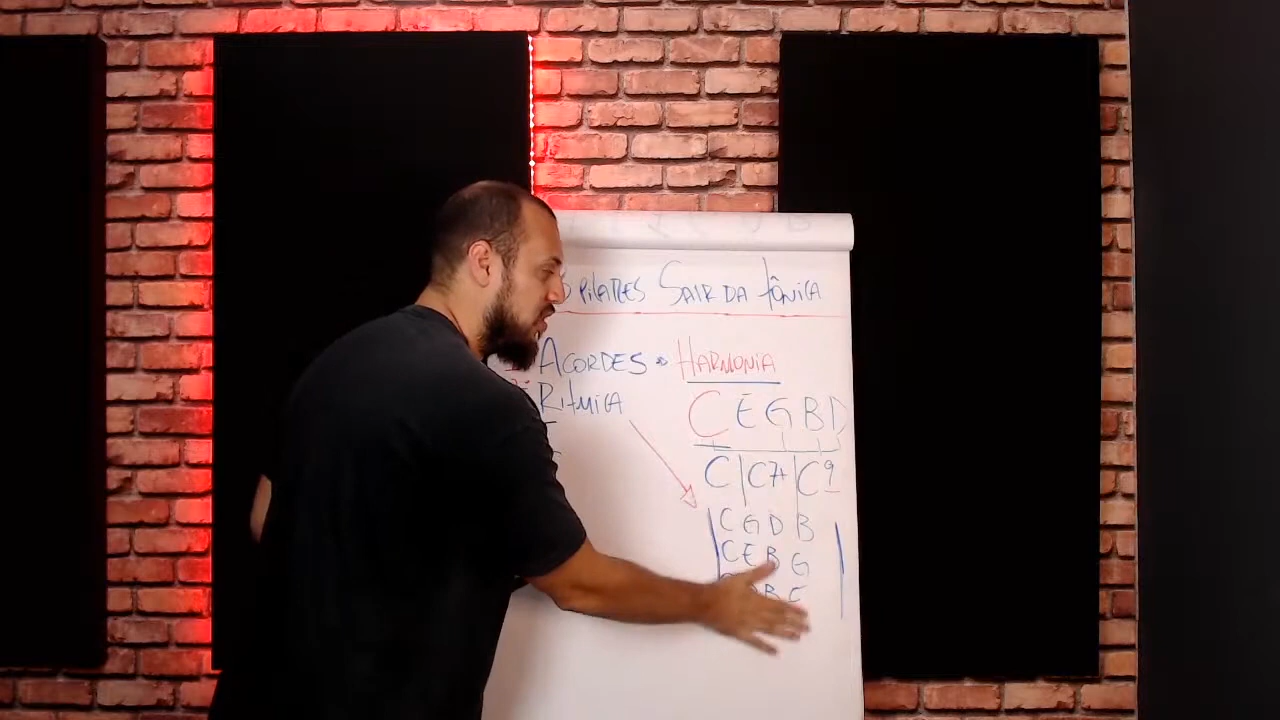 PILARES SAIR DA TÔNICA
ACORDES HARMONIA
RITMICA
C E G B D
C | C7 | C9
C G D B
C E B G
B E